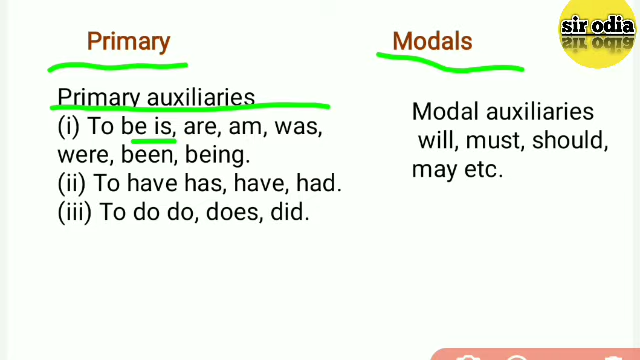 sir odia
Primary
Modals
Primary auxiliaries
(i) To be is, are, am, was,
were, been, being.
(ii) To have has, have, had.
(iii) To do do, does, did.
Modal auxiliaries
will, must, should,
may etc.